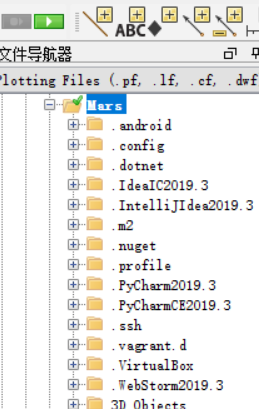 ABC
文件导航器
Plotting Files (.pf, .lf, .cf, .dwf
Mars
.android
.config
.dotnet
.IdeaIC2019.3
.IntelliJIdea2019.3
.m2
.nuget
.profile
.PyCharm2019.3
.PyCharmCE2019.3
.ssh
.vagrant.d
.VirtualBox
.WebStorm2019.3
3D Objects